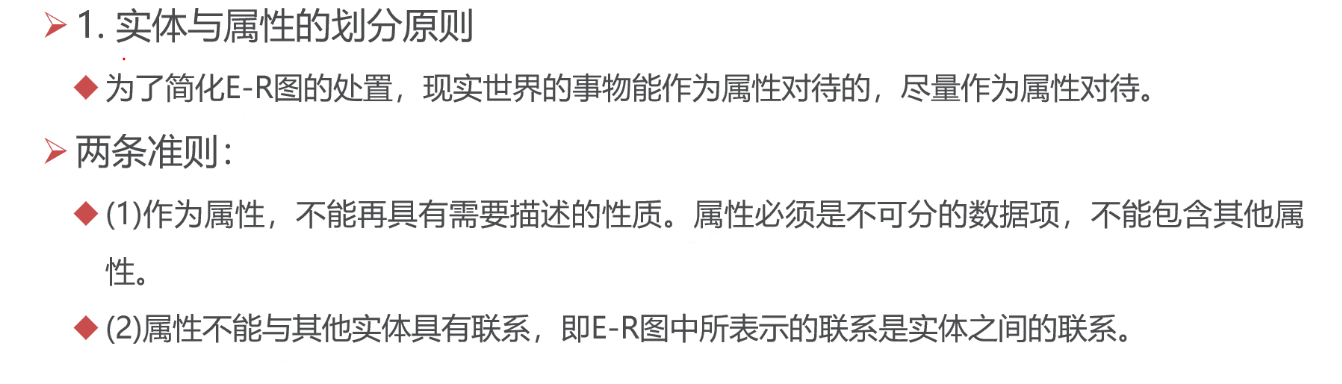 1. 实体与属性的划分原则
为了简化E-R图的处置，现实世界的事物能作为属性对待的，尽量作为属性对待。
两条准则：
(1)作为属性，不能再具有需要描述的性质。属性必须是不可分的数据项，不能包含其他属
性。
(2)属性不能与其他实体具有联系，即E-R图中所表示的联系是实体之间的联系。